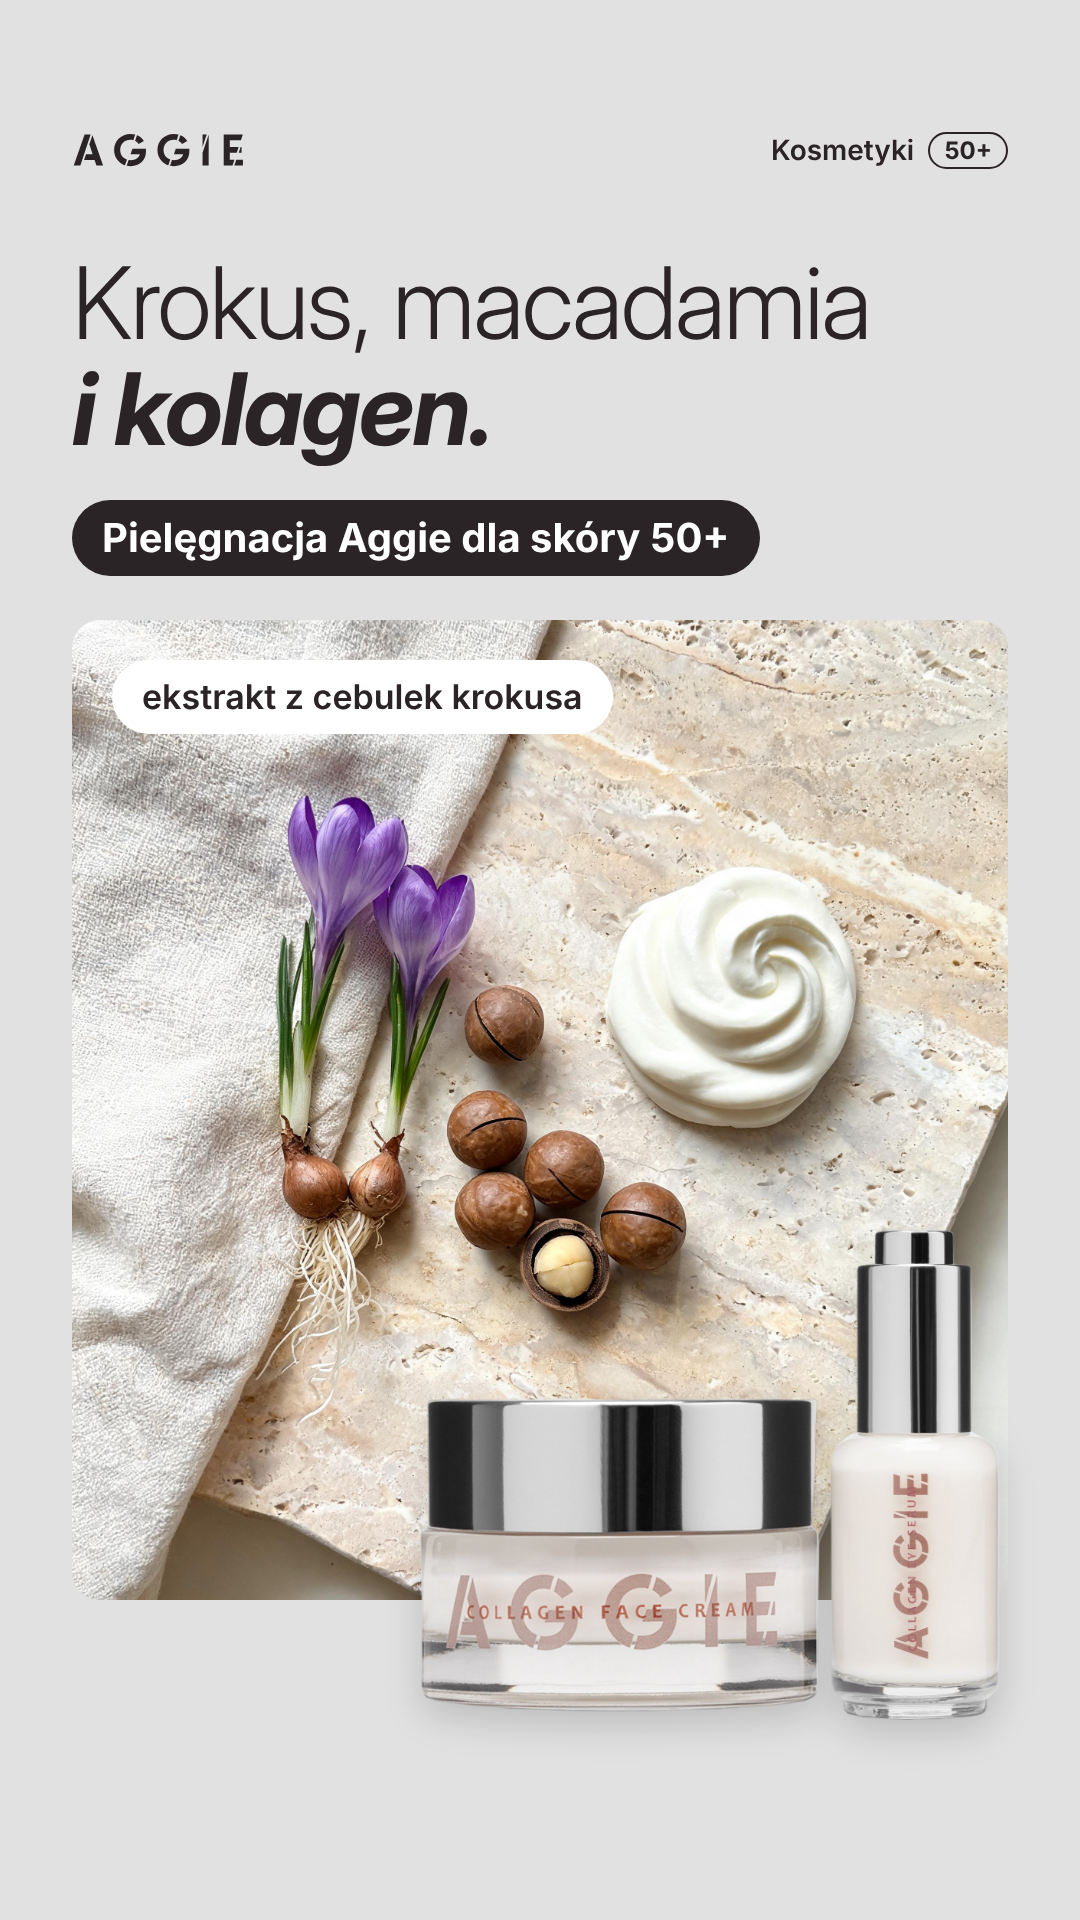 AGGIE
Kosmetyki 50+
Krokus, macadamia
i kolagen.
Pielęgnacja Aggie dla skóry 50+
ekstrakt z cebulek krokusa
AGGIE
COLLAGEN FACE CREAM
AGGIE